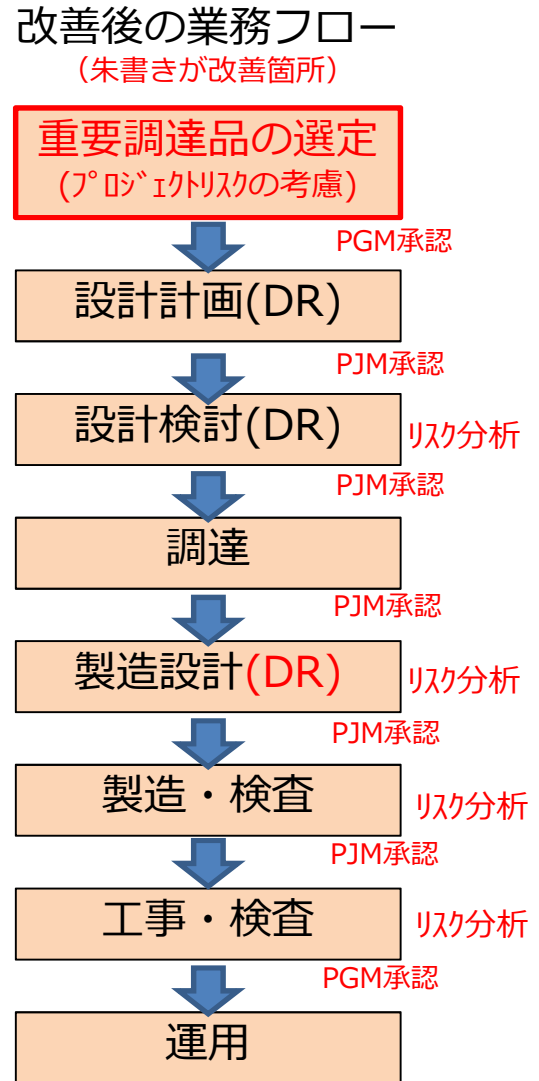 改善後の業務フロー
（朱書きが改善箇所）
重要調達品の選定
(ﾌﾟﾛｼﾞｪｸﾄﾘｽｸの考慮)
PGM承認
設計計画(DR)
PJM承認
設計検討(DR)
ﾘｽｸ分析
PJM承認
調達
PJM承認
製造設計(DR)
ﾘｽｸ分析
PJM承認
製造・検査
ﾘｽｸ分析
PJM承認
工事・検査
ﾘｽｸ分析
PGM承認
運用